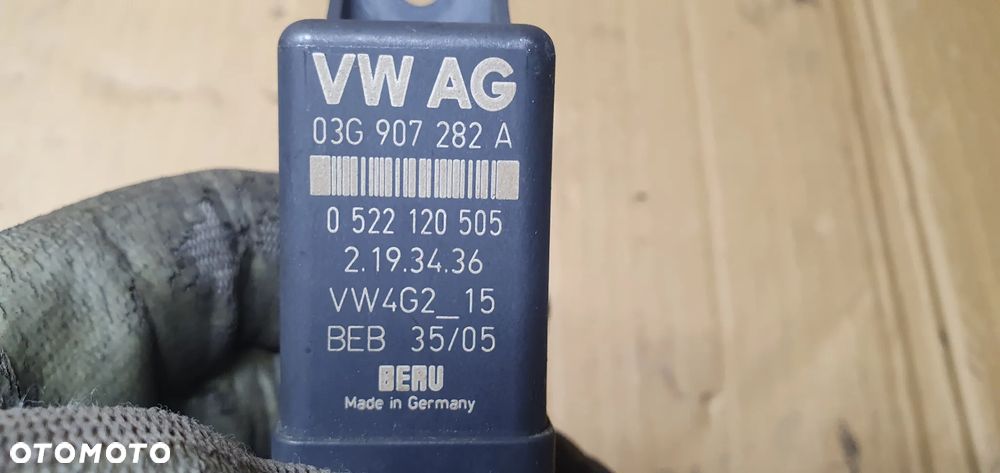 VW AG
03G 907 282 A
0 522 120 505
2.19.34.36
VW4G2_15
BEB 35/05
BERU
Made in Germany
OTOMOTO